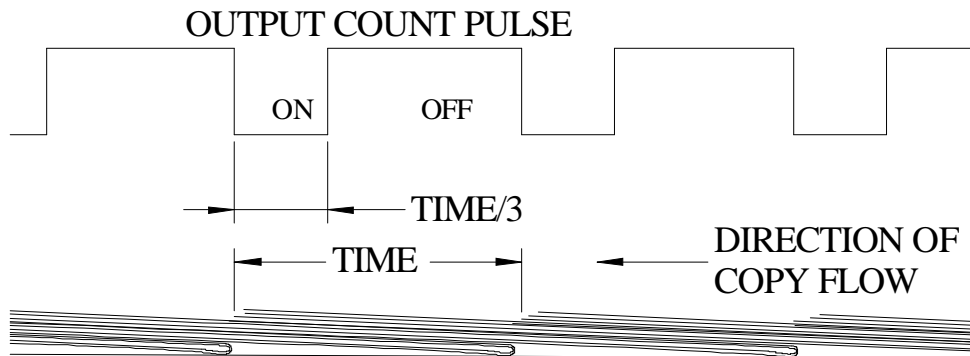 OUTPUT COUNT PULSE
ON OFF
TIME/3
TIME
DIRECTION OF
COPY FLOW